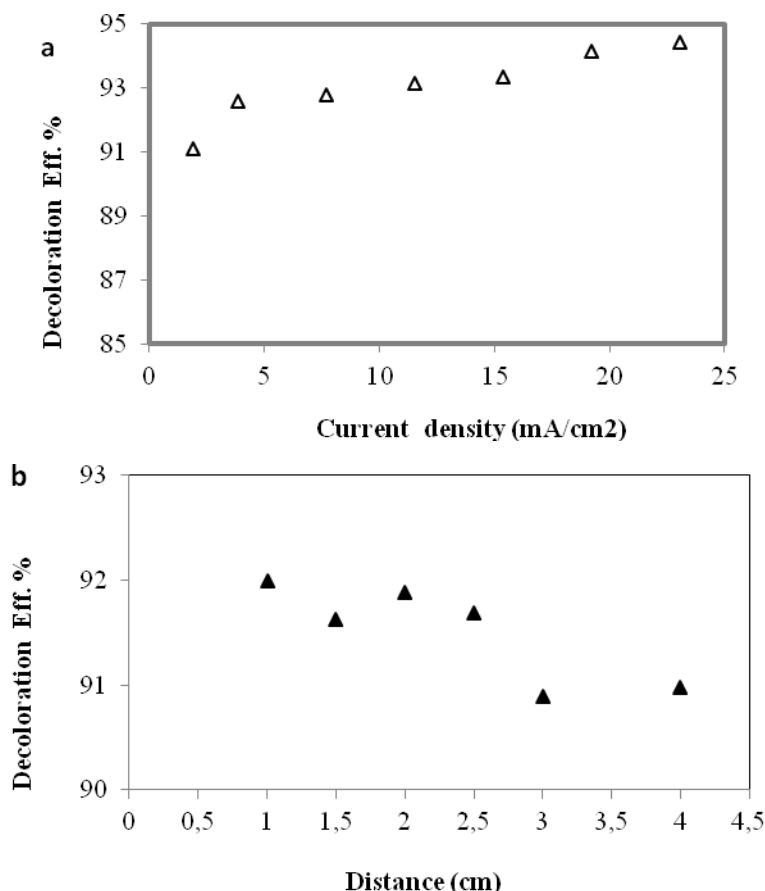 a
Decoloration Eff. %
95
93
91
89
87
85
0 5 10 15 20 25
Current density (mA/cm2)
b
Decoloration Eff. %
93
92
91
90
0 0,5 1 1,5 2 2,5 3 3,5 4 4,5
Distance (cm)